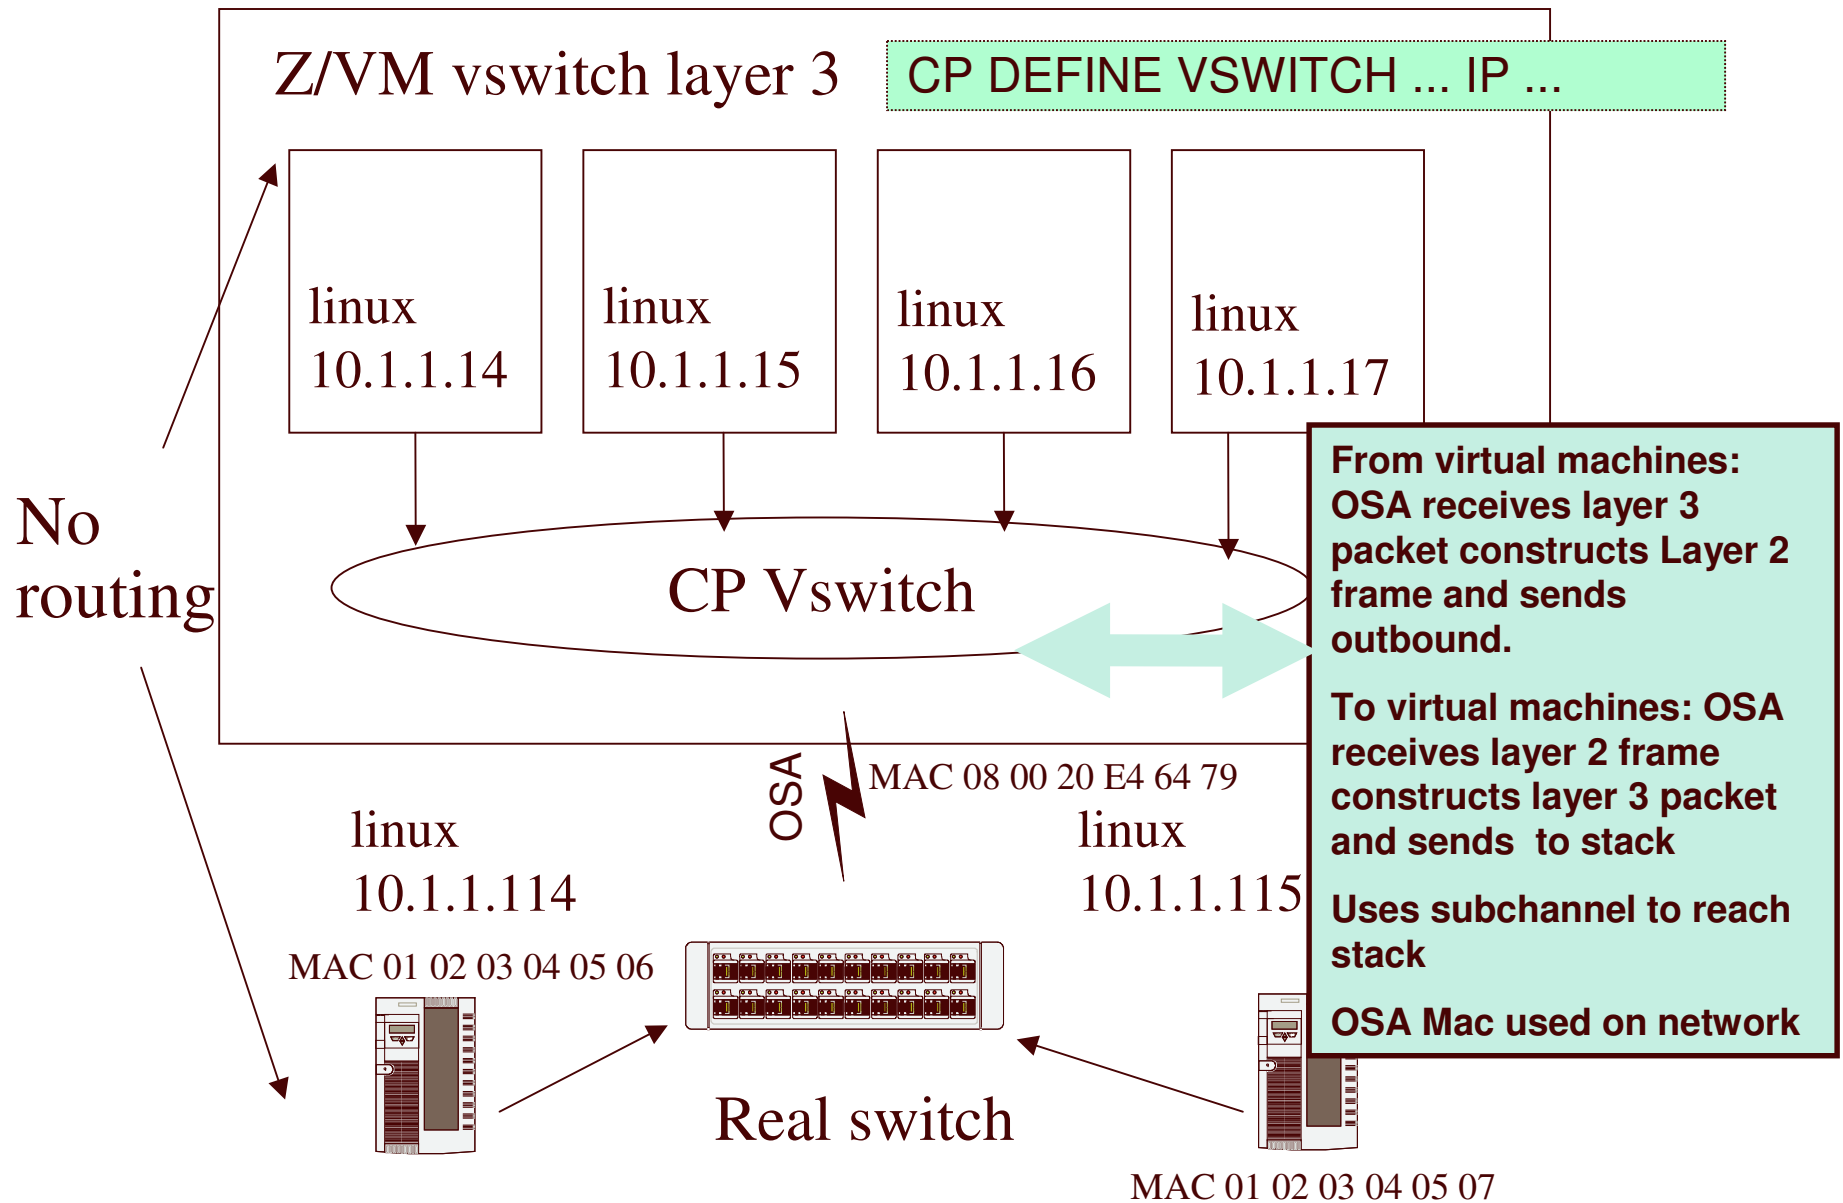 Z/VM vswitch layer 3
CP DEFINE VSWITCH ... IP ...
linux
10.1.1.14
linux
10.1.1.15
linux
10.1.1.16
linux
10.1.1.17
No
routing
CP Vswitch
From virtual machines:
OSA receives layer 3
packet constructs Layer 2
frame and sends
outbound.
To virtual machines: OSA
receives layer 2 frame
constructs layer 3 packet
and sends to stack
Uses subchannel to reach
stack
OSA Mac used on network
OSA
MAC 08 00 20 E4 64 79
linux
10.1.1.114
MAC 01 02 03 04 05 06
linux
10.1.1.115
Real switch
MAC 01 02 03 04 05 07